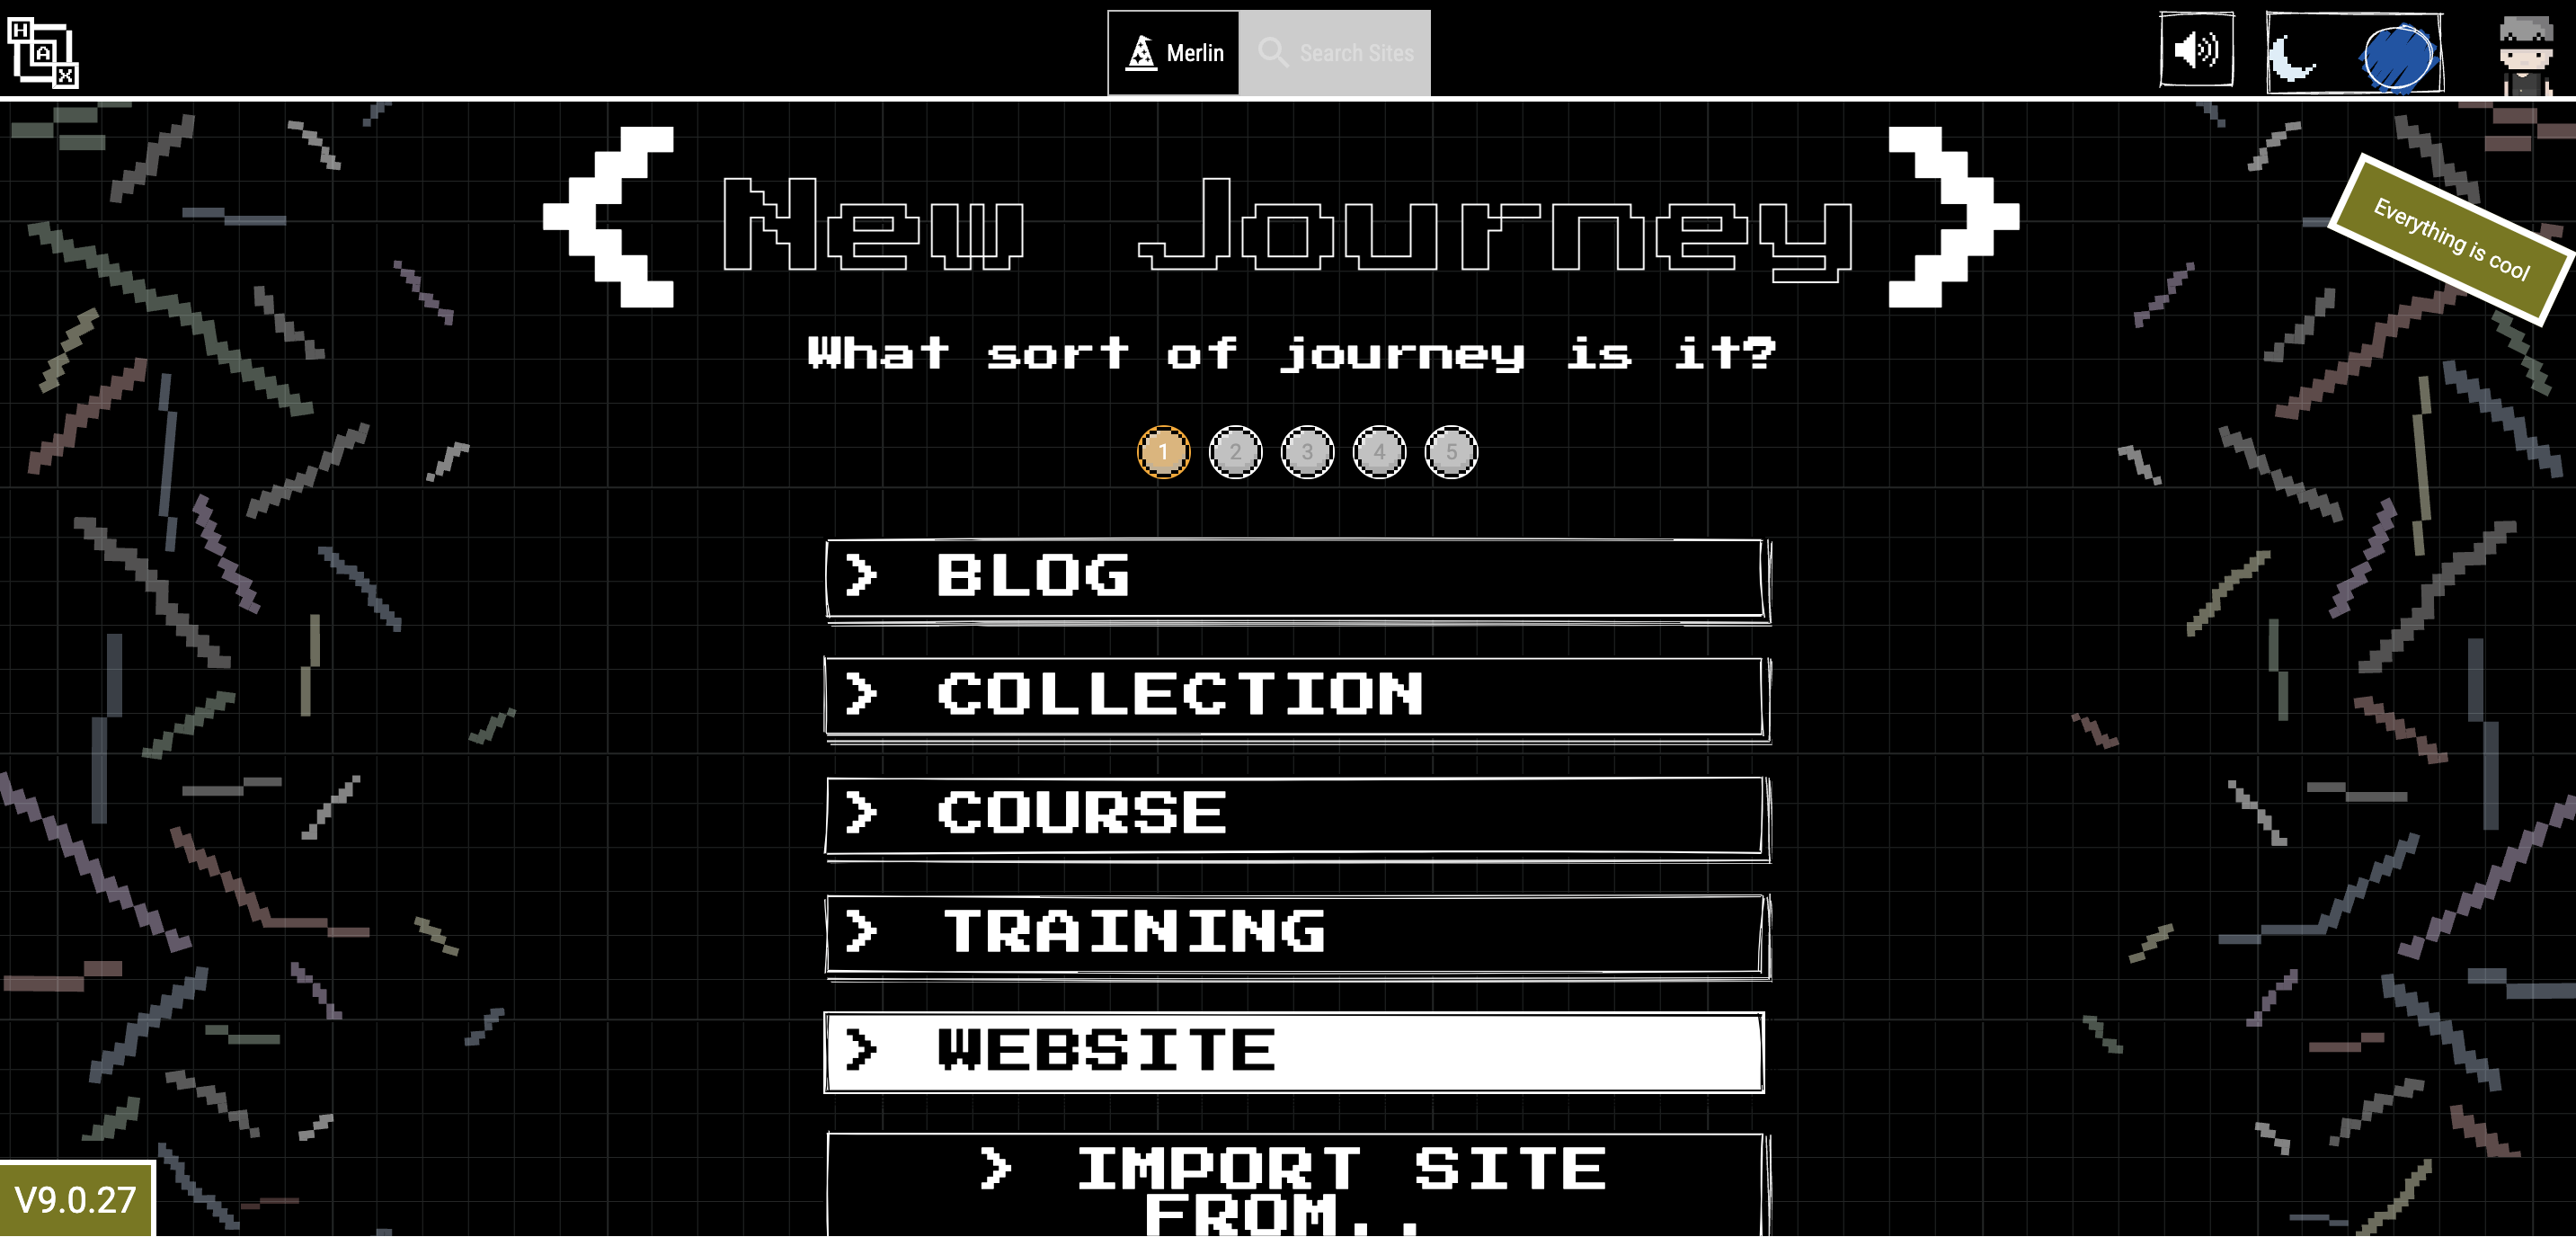 H
A
X
Merlin
Search Sites
New Journey
Everything is cool
What sort of journey is it?
1 2 3 4 5
> BLOG
> COLLECTION
> COURSE
> TRAINING
> WEBSITE
> IMPORT SITE
FROM..
V9.0.27